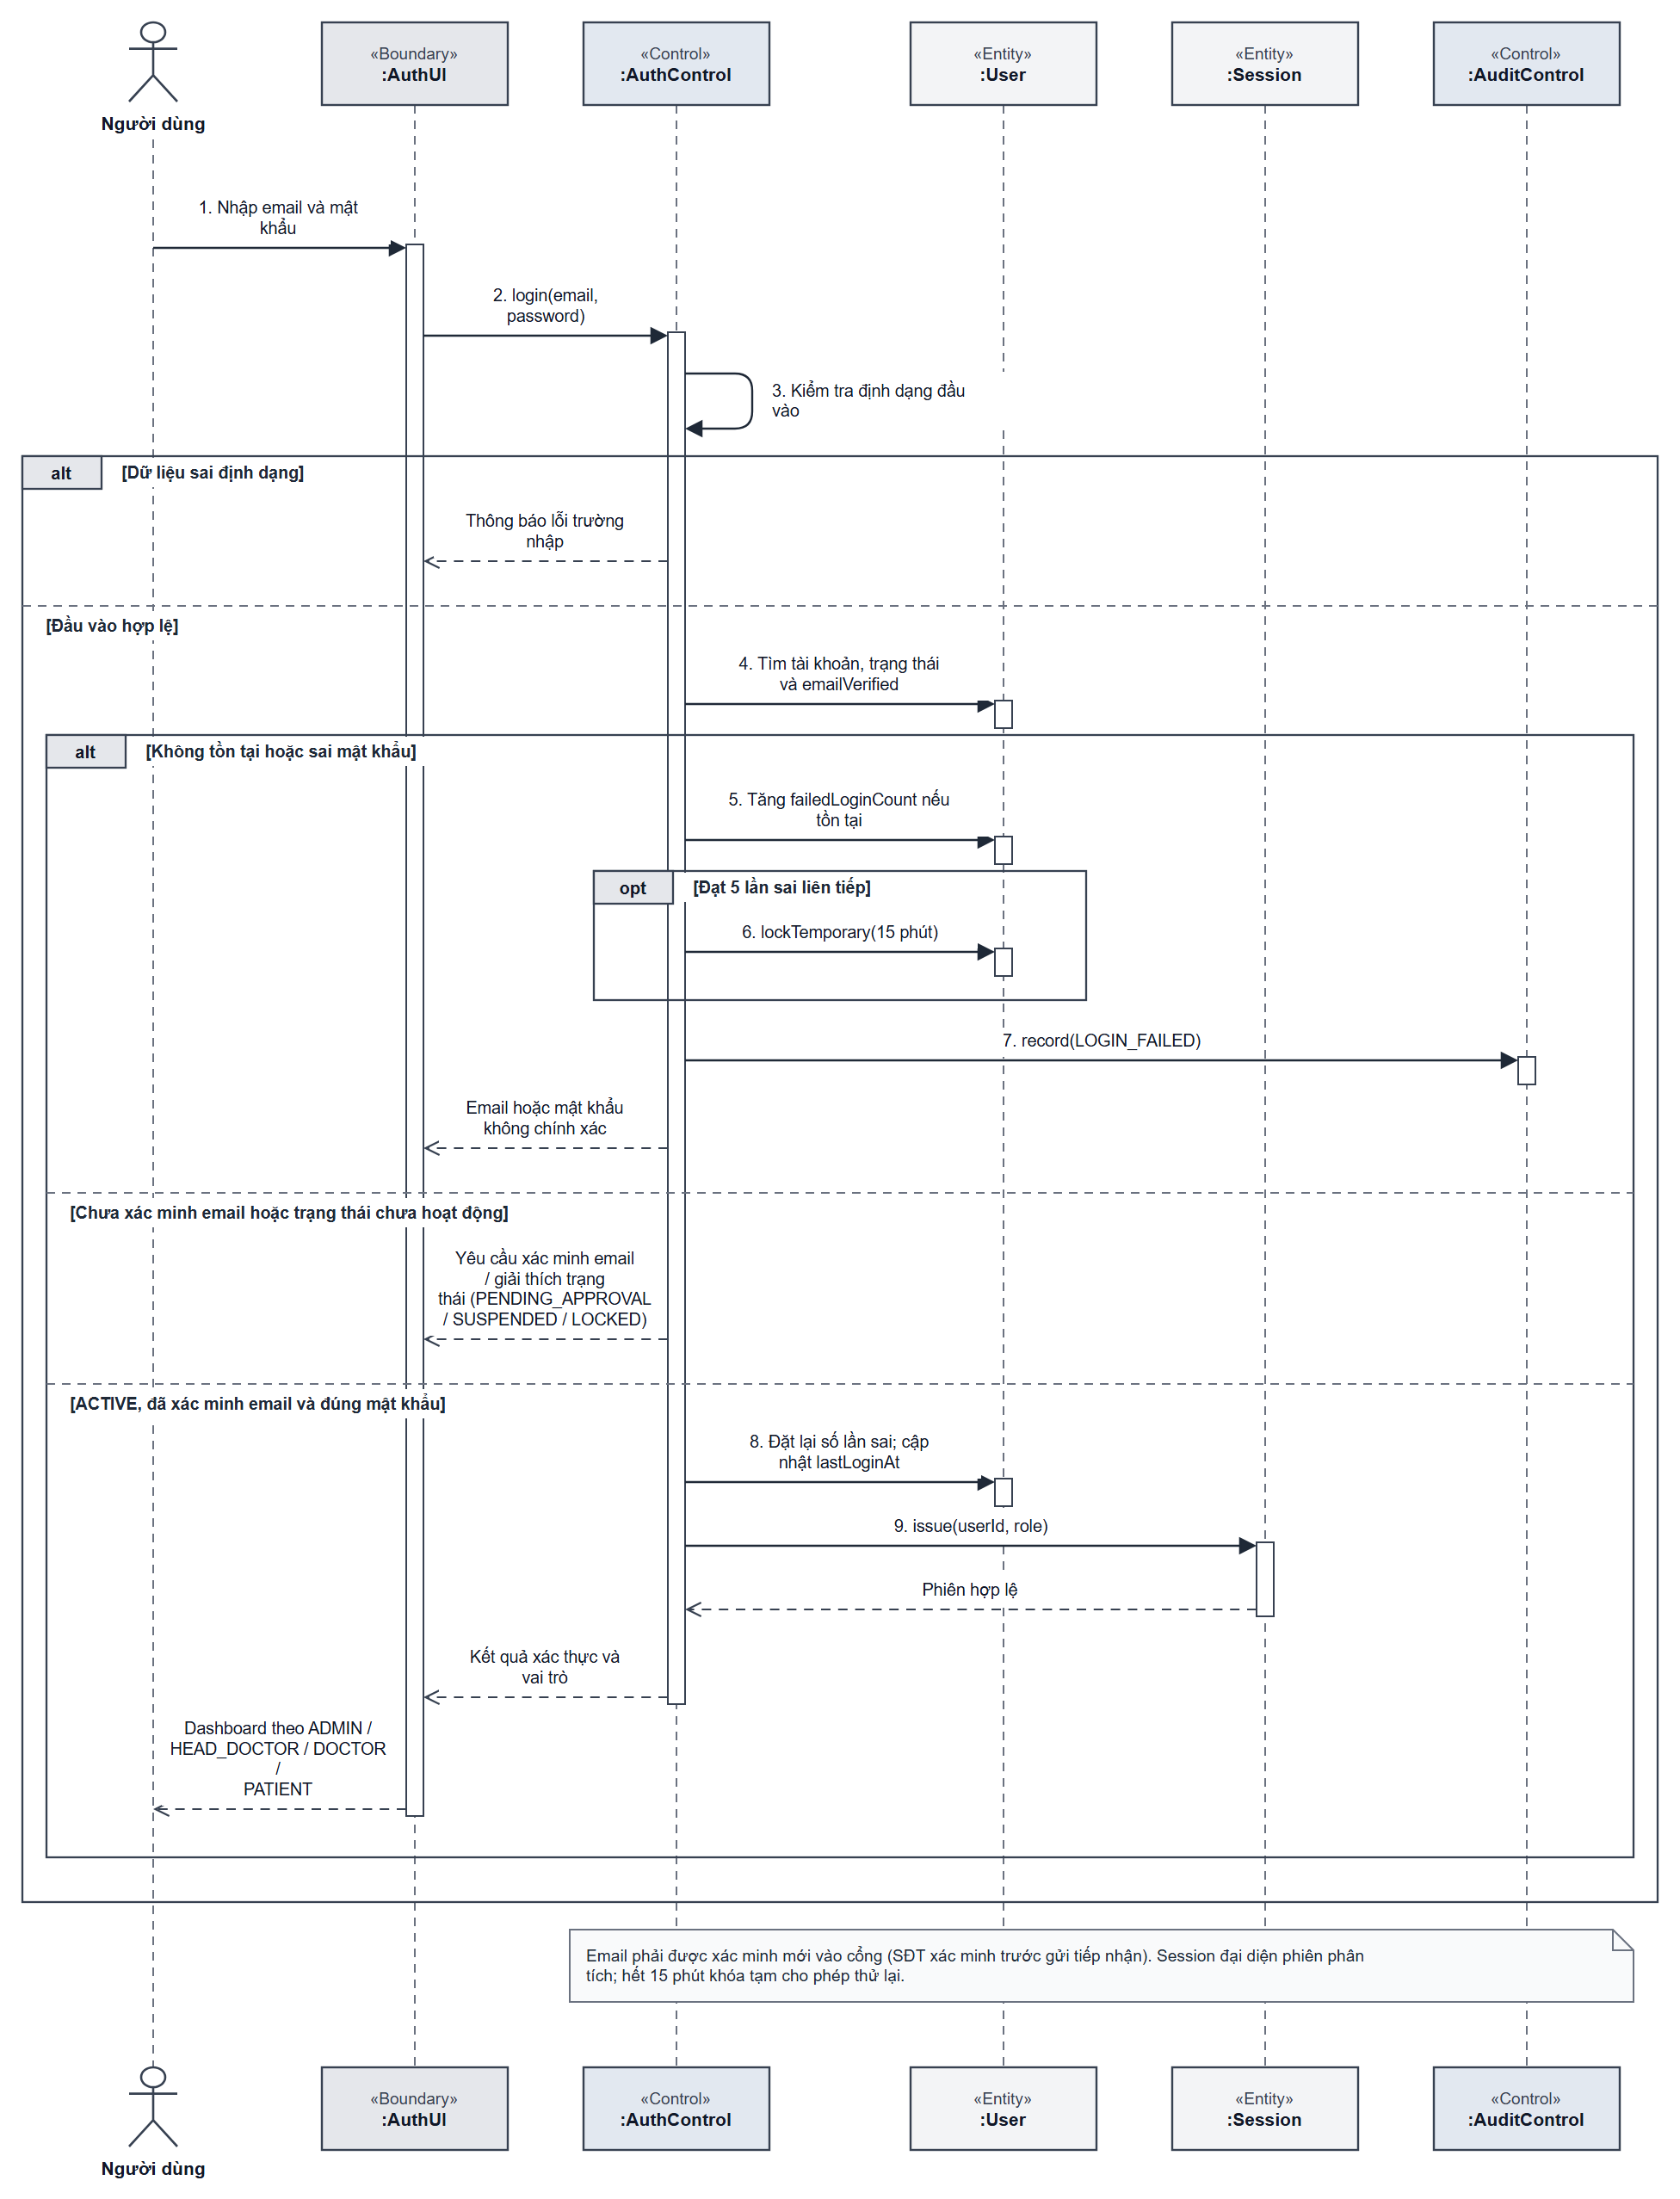 «Boundary»
:AuthUI
«Control»
:AuthControl
«Entity»
:User
«Entity»
:Session
«Control»
:AuditControl
Người dùng
1. Nhập email và mật
khẩu
2. login(email,
password)
3. Kiểm tra định dạng đầu
vào
alt
[Dữ liệu sai định dạng]
Thông báo lỗi trường
nhập
[Đầu vào hợp lệ]
4. Tìm tài khoản, trạng thái
và emailVerified
alt
[Không tồn tại hoặc sai mật khẩu]
5. Tăng failedLoginCount nếu
tồn tại
opt
[Đạt 5 lần sai liên tiếp]
6. lockTemporary(15 phút)
7. record(LOGIN_FAILED)
Email hoặc mật khẩu
không chính xác
[Chưa xác minh email hoặc trạng thái chưa hoạt động]
Yêu cầu xác minh email
/ giải thích trạng
thái (PENDING_APPROVAL
/ SUSPENDED / LOCKED)
[ACTIVE, đã xác minh email và đúng mật khẩu]
8. Đặt lại số lần sai; cập
nhật lastLoginAt
9. issue(userId, role)
Phiên hợp lệ
Kết quả xác thực và
vai trò
Dashboard theo ADMIN /
HEAD_DOCTOR / DOCTOR
/
PATIENT
Email phải được xác minh mới vào cổng (SĐT xác minh trước gửi tiếp nhận). Session đại diện phiên phân
tích; hết 15 phút khóa tạm cho phép thử lại.
«Boundary»
:AuthUI
«Control»
:AuthControl
«Entity»
:User
«Entity»
:Session
«Control»
:AuditControl
Người dùng